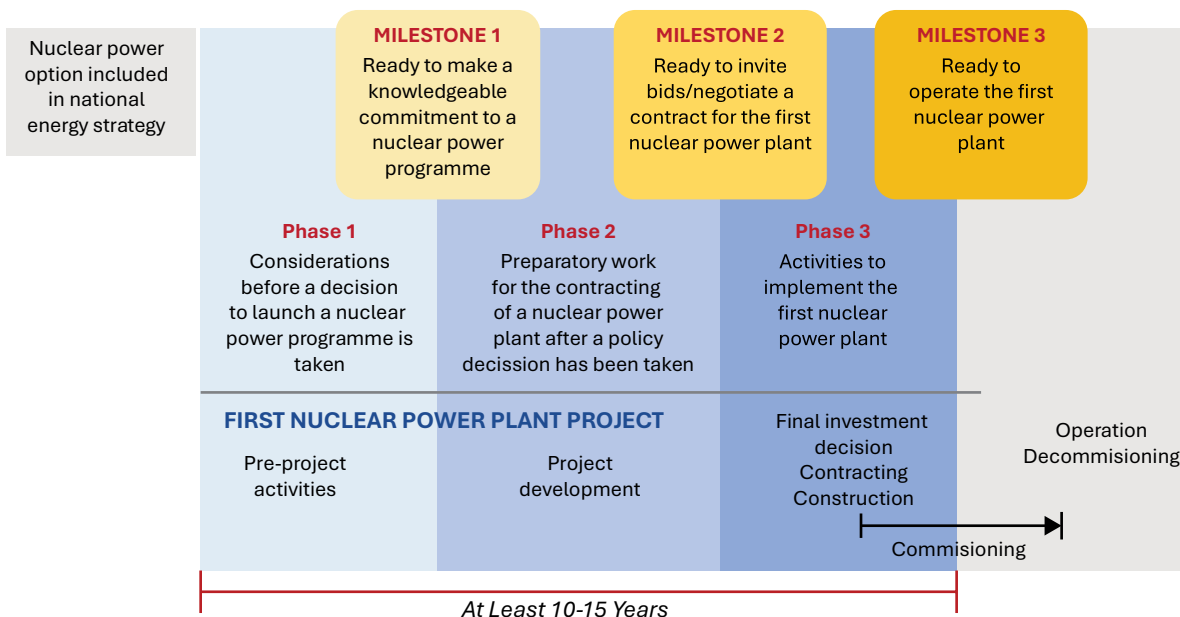 Nuclear power
option included
in national
energy strategy
MILESTONE 1
Ready to make a
knowledgeable
commitment to a
nuclear power
programme
MILESTONE 2
Ready to invite
bids/negotiate a
contract for the first
nuclear power plant
MILESTONE 3
Ready to
operate the first
nuclear power
plant
Phase 1
Considerations
before a decision
to launch a nuclear
power programme is
taken
Phase 2
Preparatory work
for the contracting
of a nuclear power
plant after a policy
decission has been taken
Phase 3
Activities to
implement the
first nuclear
power plant
FIRST NUCLEAR POWER PLANT PROJECT
Pre-project
activities
Project
development
Final investment
decision
Contracting
Construction
Operation
Decommisioning
Commisioning
At Least 10-15 Years